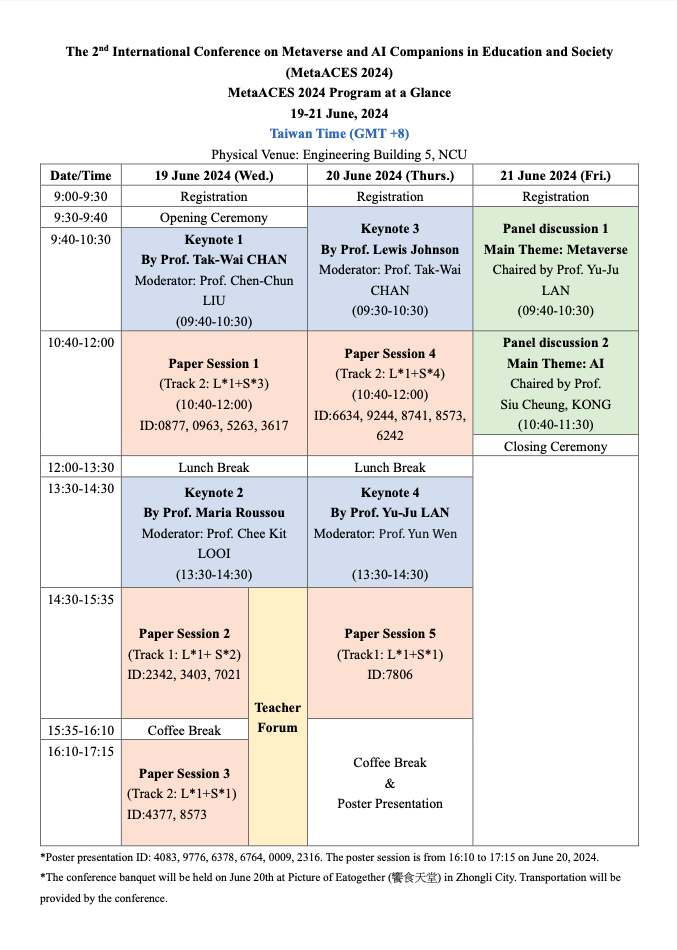 The 2nd International Conference on Metaverse and AI Companions in Education and Society
(MetaACES 2024)
MetaACES 2024 Program at a Glance
19-21 June, 2024
Taiwan Time (GMT +8)
Physical Venue: Engineering Building 5, NCU
Date/Time 19 June 2024 (Wed.) 20 June 2024 (Thurs.) 21 June 2024 (Fri.)
9:00-9:30 Registration Registration Registration
9:30-9:40 Opening Ceremony
9:40-10:30
Keynote 1
By Prof. Tak-Wai CHAN
Moderator: Prof. Chen-Chun
LIU
(09:40-10:30)
Keynote 3
By Prof. Lewis Johnson
Moderator: Prof. Tak-Wai
CHAN
(09:30-10:30)
Panel discussion 1
Main Theme: Metaverse
Chaired by Prof. Yu-Ju
LAN
(09:40-10:30)
10:40-12:00
Paper Session 1
(Track 2: L*1+S*3)
(10:40-12:00)
ID:0877, 0963, 5263, 3617
Paper Session 4
(Track 2: L*1+S*4)
(10:40-12:00)
ID:6634, 9244, 8741, 8573,
6242
Panel discussion 2
Main Theme: AI
Chaired by Prof.
Siu Cheung, KONG
(10:40-11:30)
Closing Ceremony
12:00-13:30 Lunch Break Lunch Break
13:30-14:30
Keynote 2
By Prof. Maria Roussou
Moderator: Prof. Chee Kit
LOOI
(13:30-14:30)
Keynote 4
By Prof. Yu-Ju LAN
Moderator: Prof. Yun Wen
(13:30-14:30)
14:30-15:35
Paper Session 2
(Track 1: L*1+ S*2)
ID:2342, 3403, 7021
Teacher
Forum
Paper Session 5
(Track1: L*1+S*1)
ID:7806
15:35-16:10 Coffee Break
16:10-17:15
Paper Session 3
(Track 2: L*1+S*1)
ID:4377, 8573
Coffee Break
&
Poster Presentation
*Poster presentation ID: 4083, 9776, 6378, 6764, 0009, 2316. The poster session is from 16:10 to 17:15 on June 20, 2024.
*The conference banquet will be held on June 20th at Picture of Eatogether (饗食天堂) in Zhongli City. Transportation will be
provided by the conference.